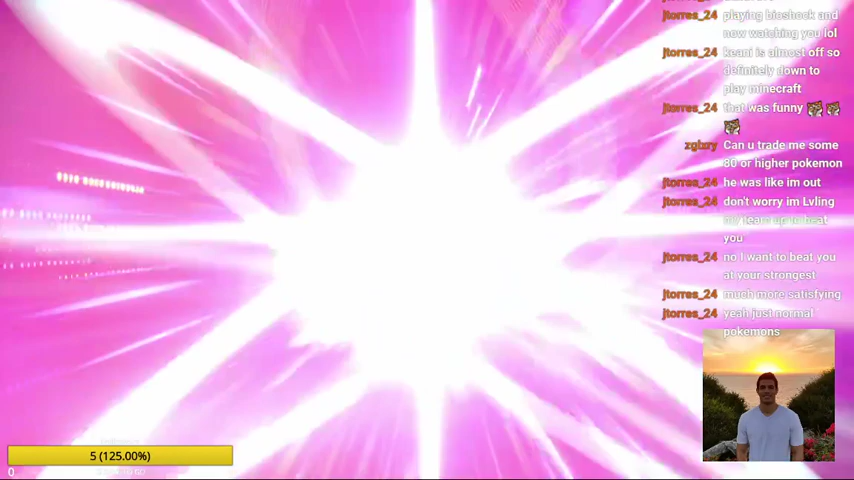 jtorres_24 playing bioshock and
now watching you lol
jtorres_24 keani is almost off so
definitely down to
play minecraft
jtorres_24 that was funny
zgbxy Can u trade me some
80 or higher pokemon
jtorres_24 he was like im out
jtorres_24 don't worry im Lvling
my team up to beat
you
jtorres_24 no I want to beat you
at your strongest
jtorres_24 much more satisfying
jtorres_24 yeah just normal
pokemons
5 (125.00%)
0